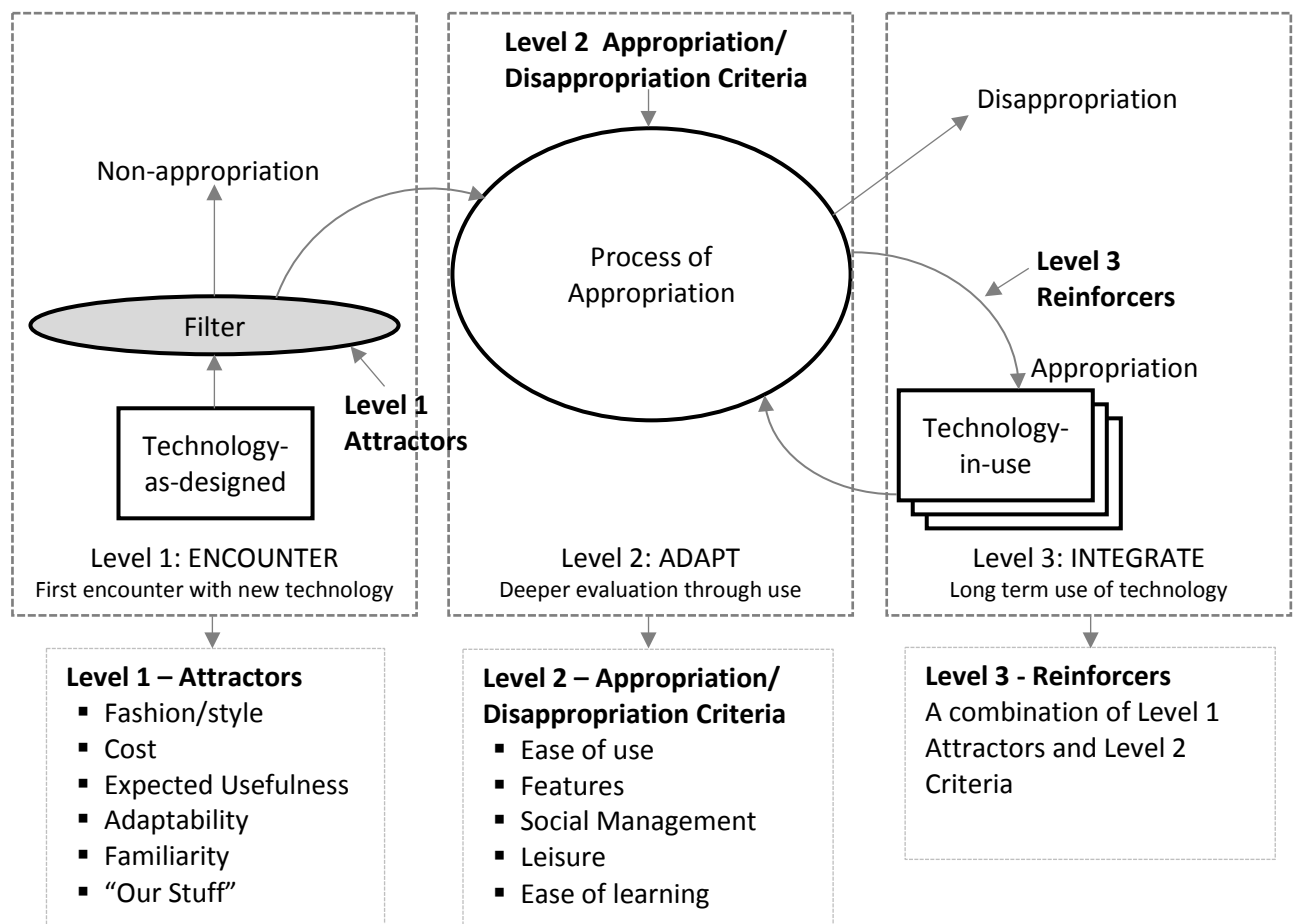 Level 2 Appropriation/
Disappropriation Criteria
Disappropriation
Non-appropriation
Process of
Appropriation
Level 3
Reinforcers
Filter
Appropriation
Level 1
Attractors
Technology-
as-designed
Technology-
in-use
Level 1: ENCOUNTER
First encounter with new technology
Level 2: ADAPT
Deeper evaluation through use
Level 3: INTEGRATE
Long term use of technology
Level 1 – Attractors
▪ Fashion/style
▪ Cost
▪ Expected Usefulness
▪ Adaptability
▪ Familiarity
▪ “Our Stuff”
Level 2 – Appropriation/
Disappropriation Criteria
▪ Ease of use
▪ Features
▪ Social Management
▪ Leisure
▪ Ease of learning
Level 3 - Reinforcers
A combination of Level 1
Attractors and Level 2
Criteria